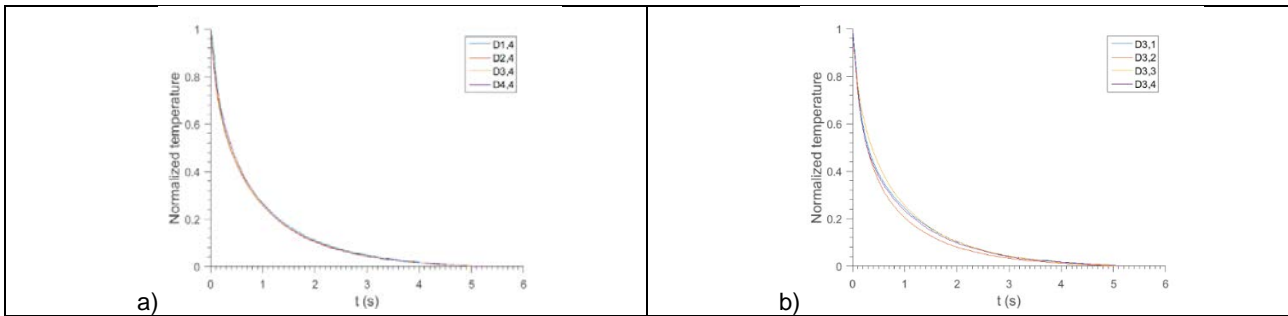 1
0.8
0.6
0.4
0.2
0
Normalized temperature
D1,4
D2,4
D3,4
D4,4
0 1 2 3 4 5 6
t (s)
a)
1
0.8
0.6
0.4
0.2
0
Normalized temperature
D3,1
D3,2
D3,3
D3,4
0 1 2 3 4 5 6
t (s)
b)